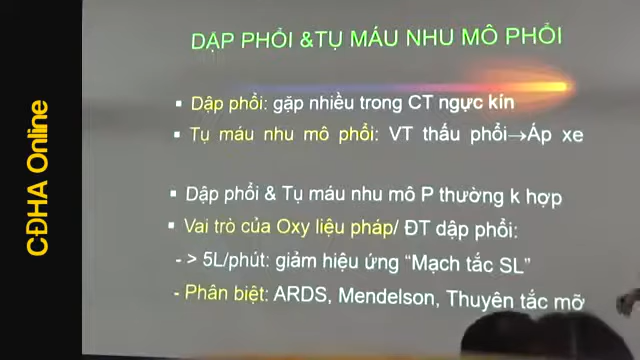 DẬP PHỔI &TỤ MÁU NHU MÔ PHỔI
▪ Dập phổi: gặp nhiều trong CT ngực kín
▪ Tụ máu nhu mô phổi: VT thấu phổi→Áp xe
▪ Dập phổi & Tụ máu nhu mô P thường k hợp
▪ Vai trò của Oxy liệu pháp/ ĐT dập phổi:
- > 5L/phút: giảm hiệu ứng “Mạch tắc SL”
- Phân biệt: ARDS, Mendelson, Thuyên tắc mỡ
CĐHA Online